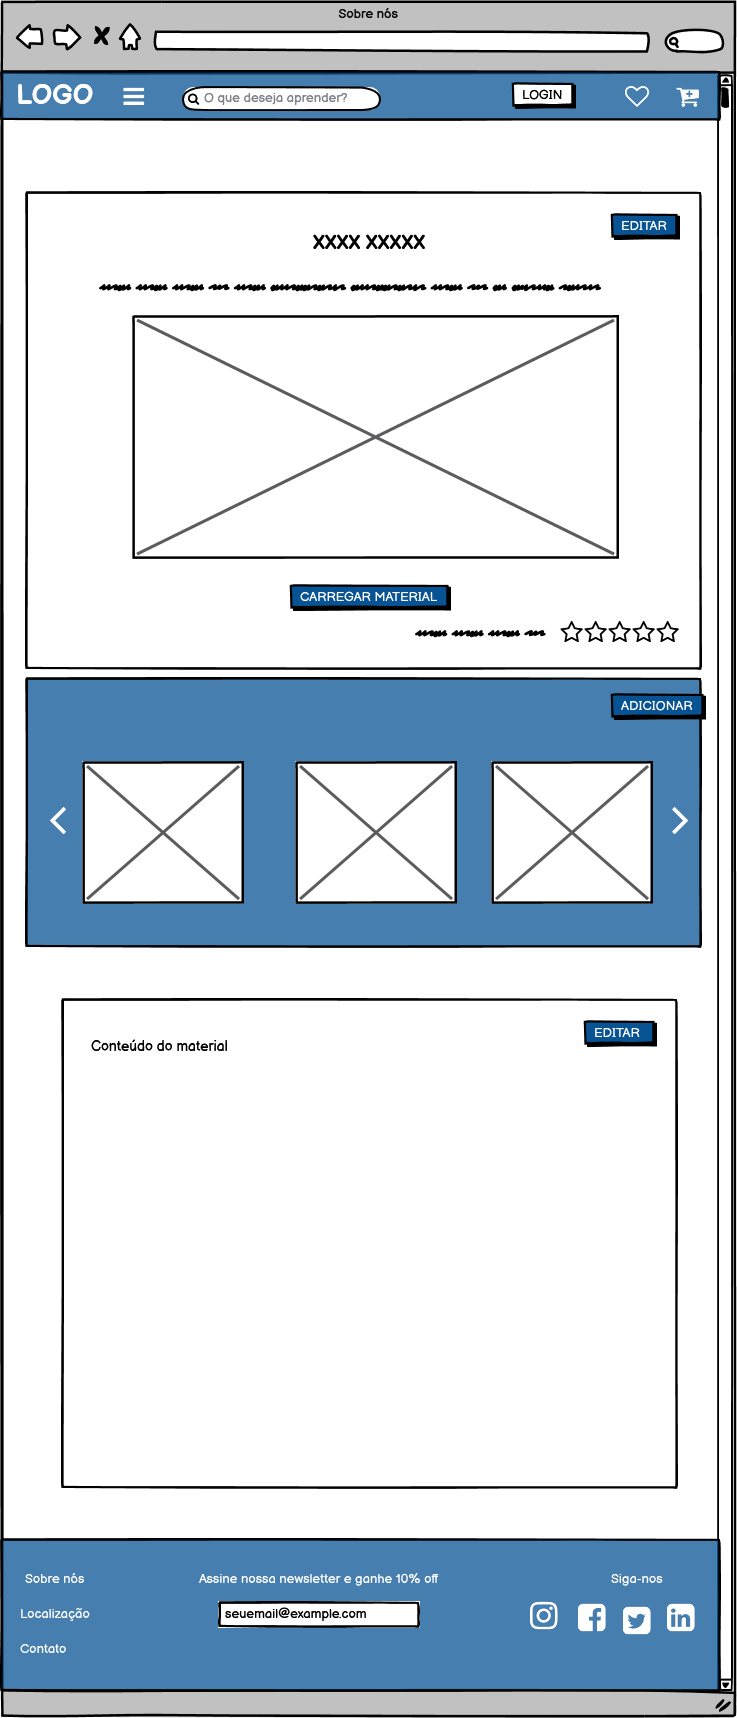 Sobre nós
LOGO
O que deseja aprender?
LOGIN
EDITAR
XXXX XXXXX
CARREGAR MATERIAL
ADICIONAR
EDITAR
Conteúdo do material
Sobre nós
Assine nossa newsletter e ganhe 10% off
Siga-nos
Localização
seuemail@example.com
Contato